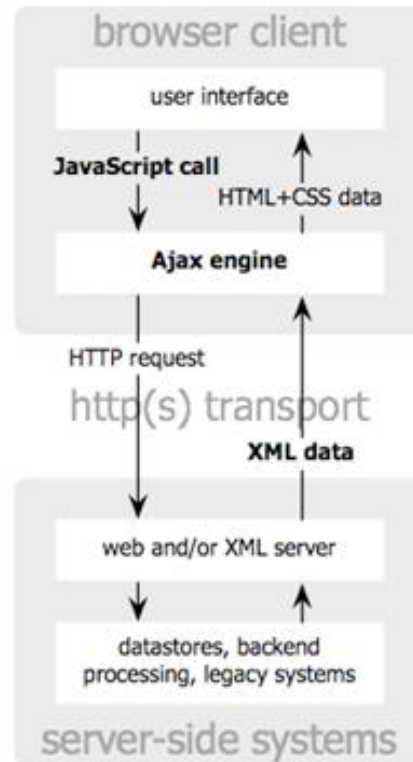 browser client
user interface
JavaScript call
HTML+CSS data
Ajax engine
HTTP request
http(s) transport
XML data
web and/or XML server
datastores, backend
processing, legacy systems
server-side systems